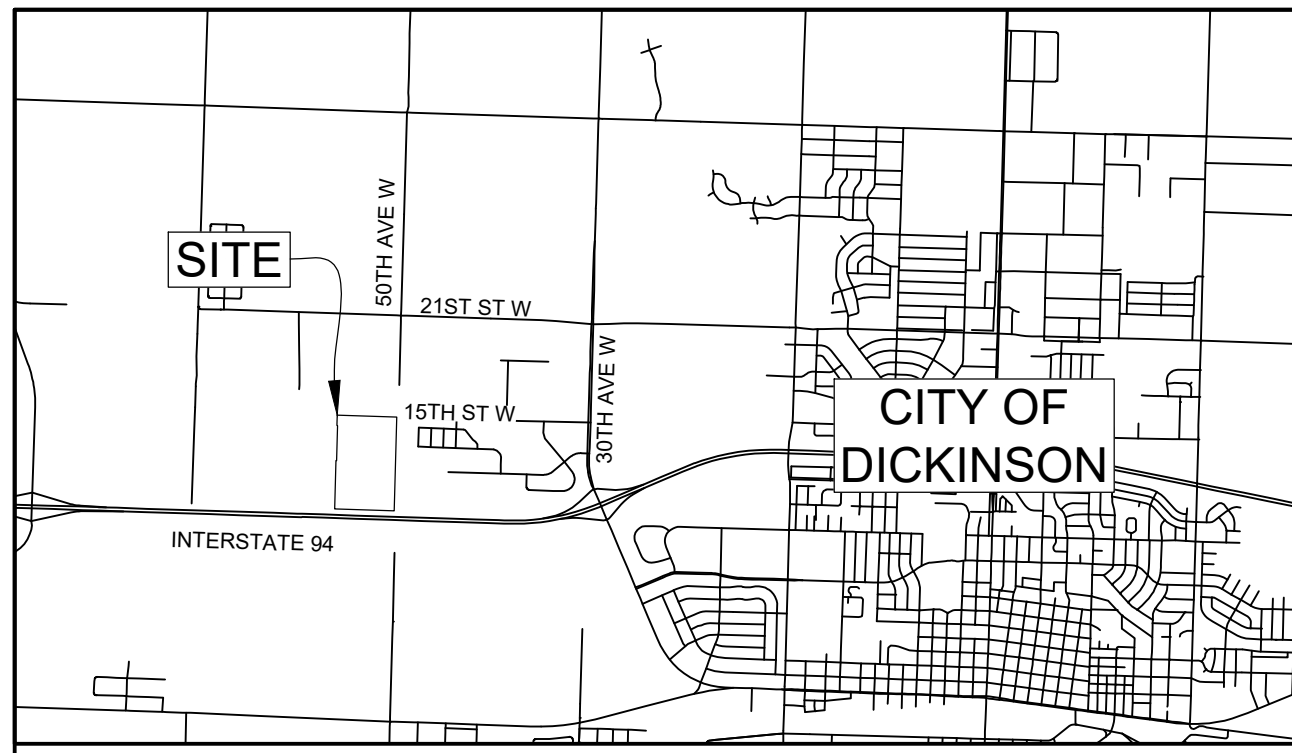 50TH AVE W
SITE
21ST ST W
30TH AVE W
15TH ST W
CITY OF
DICKINSON
INTERSTATE 94